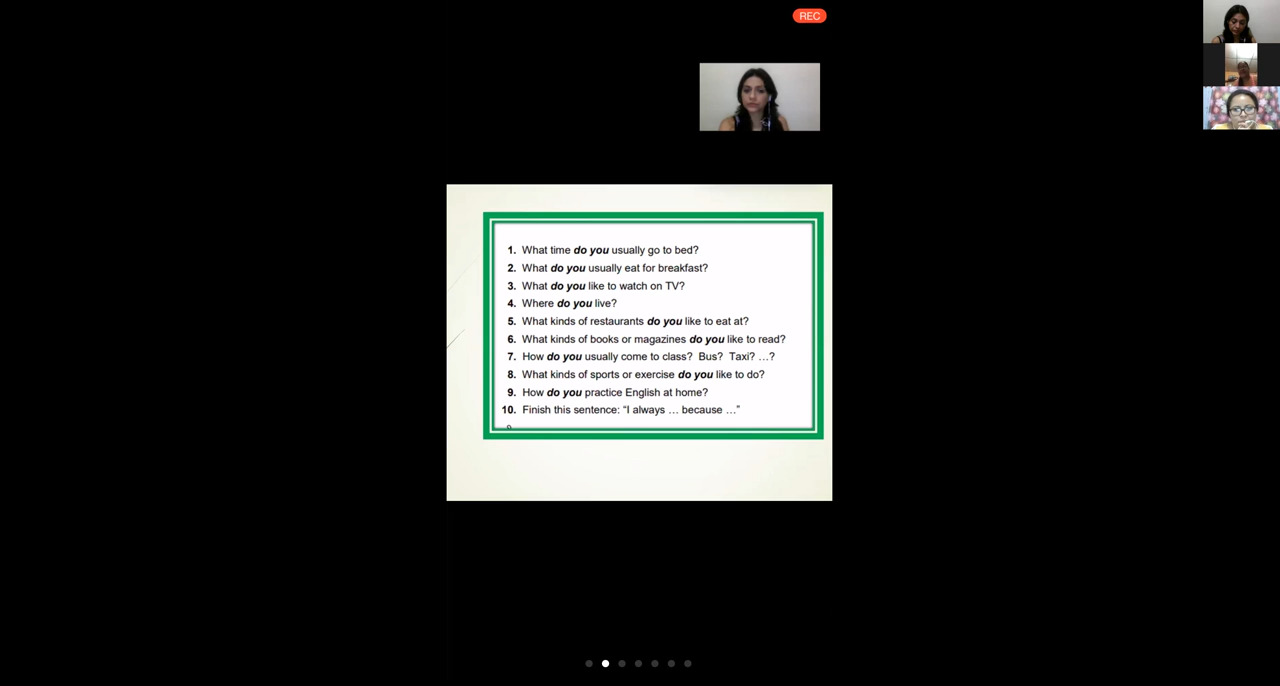 REC
1. What time do you usually go to bed?
2. What do you usually eat for breakfast?
3. What do you like to watch on TV?
4. Where do you live?
5. What kinds of restaurants do you like to eat at?
6. What kinds of books or magazines do you like to read?
7. How do you usually come to class? Bus? Taxi? …?
8. What kinds of sports or exercise do you like to do?
9. How do you practice English at home?
10. Finish this sentence: “I always … because …”